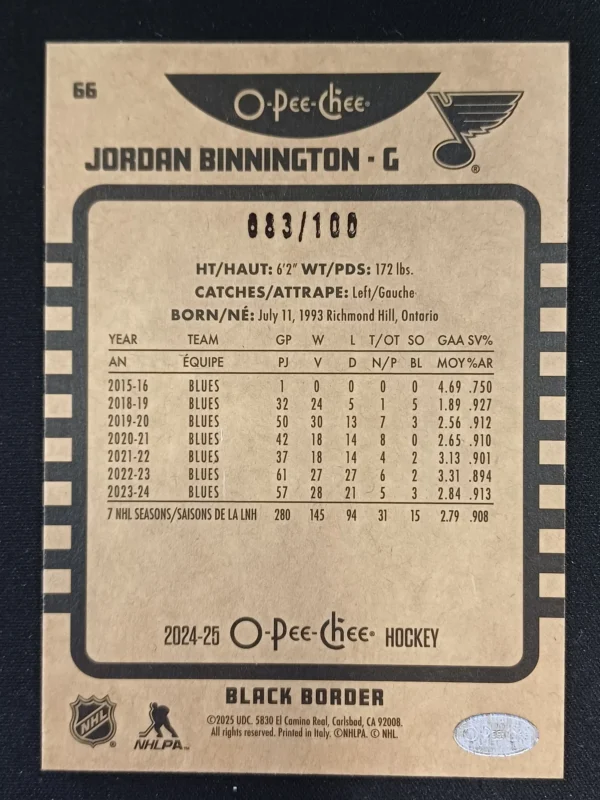 66
O-Pee-Chee®
JORDAN BINNINGTON - G
®
083/100
HT/HAUT: 6'2" WT/PDS: 172 lbs.
CATCHES/ATTRAPE: Left/Gauche
BORN/NÉ: July 11, 1993 Richmond Hill, Ontario
YEAR TEAM GP W L T/OT SO GAA SV%
AN ÉQUIPE PJ V D N/P BL MOY %AR
2015-16 BLUES 1 0 0 0 0 4.69 .750
2018-19 BLUES 32 24 5 1 5 1.89 .927
2019-20 BLUES 50 30 13 7 3 2.56 .912
2020-21 BLUES 42 18 14 8 0 2.65 .910
2021-22 BLUES 37 18 14 4 2 3.13 .901
2022-23 BLUES 61 27 27 6 2 3.31 .894
2023-24 BLUES 57 28 21 5 3 2.84 .913
7 NHL SEASONS/SAISONS DE LA LNH 280 145 94 31 15 2.79 .908
2024-25 O-Pee-Chee® HOCKEY
BLACK BORDER
NHL
NHLPA™
©2025 UDC. 5830 El Camino Real, Carlsbad, CA 92008.
All rights reserved. Printed in Italy. ©NHLPA. © NHL.